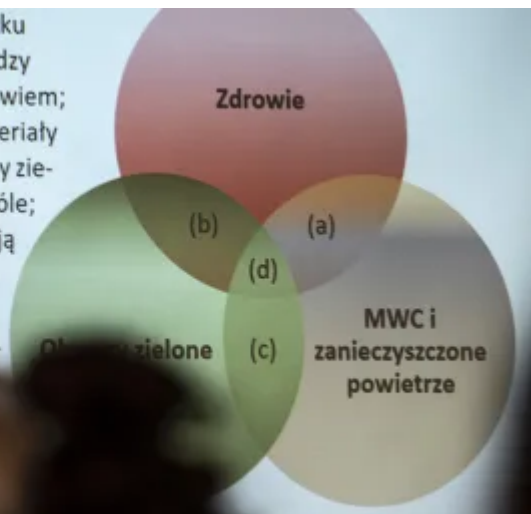 ku
dzy
wiem;
eriały
y zie-
óle;
ją
Zdrowie
(b)
(a)
(d)
zielone
(c)
MWC i
zanieczyszczone
powietrze